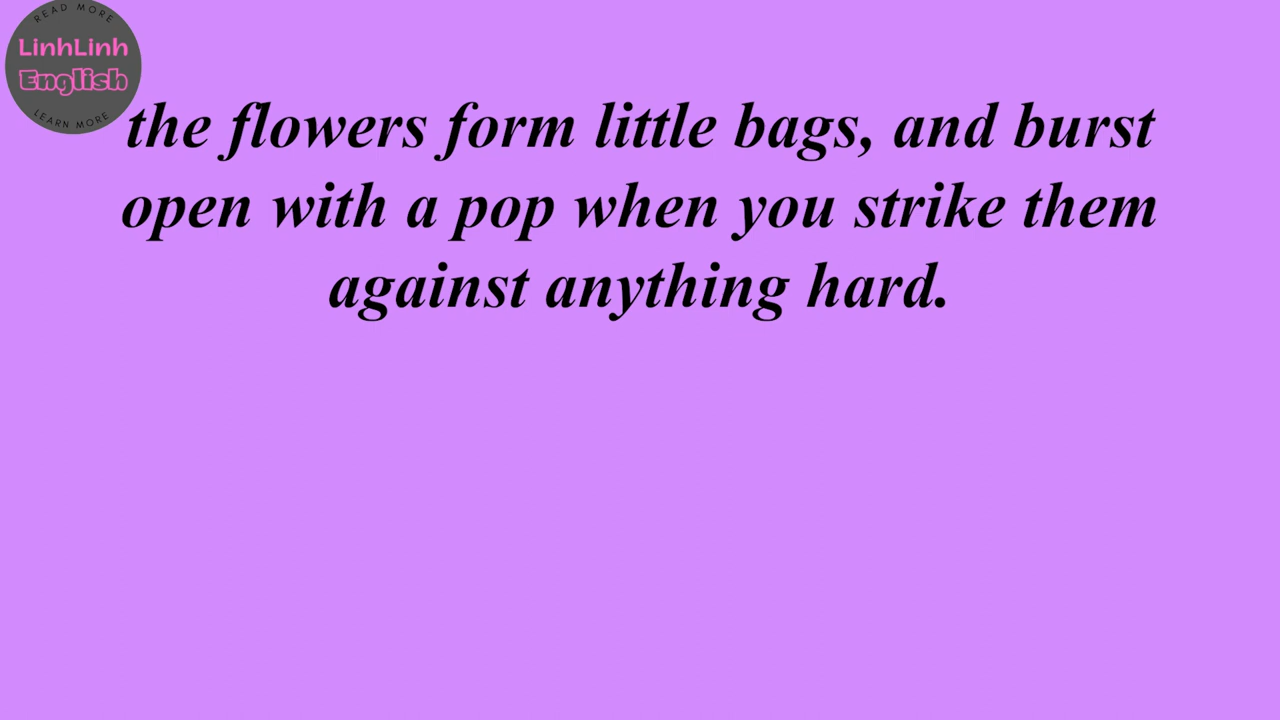 READ MORE
LinhLinh
English
LEARN MORE
the flowers form little bags, and burst
open with a pop when you strike them
against anything hard.